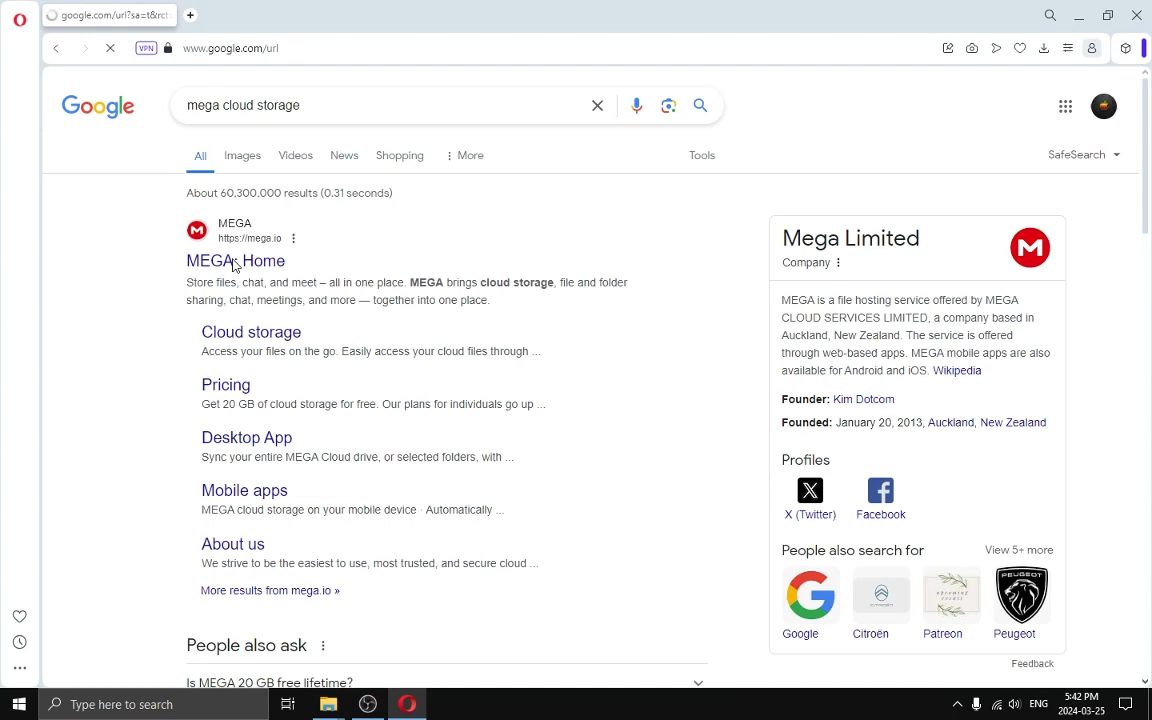 google.com/url?sa=t&rct
VPN
www.google.com/url
Google
mega cloud storage
All
Images
Videos
News
Shopping
More
Tools
SafeSearch
About 60,300,000 results (0.31 seconds)
MEGA
https://mega.io
MEGA: Home
Store files, chat, and meet – all in one place. MEGA brings cloud storage, file and folder
sharing, chat, meetings, and more — together into one place.
Cloud storage
Access your files on the go. Easily access your cloud files through ...
Pricing
Get 20 GB of cloud storage for free. Our plans for individuals go up ...
Desktop App
Sync your entire MEGA Cloud drive, or selected folders, with ...
Mobile apps
MEGA cloud storage on your mobile device · Automatically ...
About us
We strive to be the easiest to use, most trusted, and secure cloud ...
More results from mega.io »
People also ask
Is MEGA 20 GB free lifetime?
Mega Limited
Company
MEGA is a file hosting service offered by MEGA
CLOUD SERVICES LIMITED, a company based in
Auckland, New Zealand. The service is offered
through web-based apps. MEGA mobile apps are also
available for Android and iOS. Wikipedia
Founder: Kim Dotcom
Founded: January 20, 2013, Auckland, New Zealand
Profiles
X (Twitter)
Facebook
People also search for
View 5+ more
upcoming
events
PEUGEOT
Google
Citroën
Patreon
Peugeot
Feedback
Type here to search
ENG
5:42 PM
2024-03-25